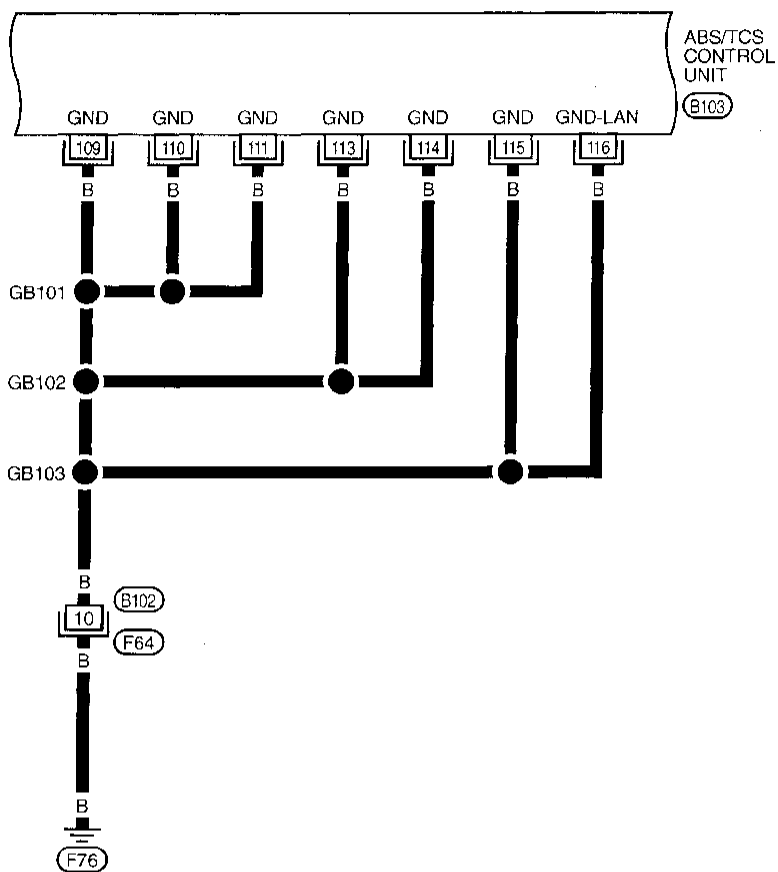 ABS/TCS
CONTROL
UNIT
B103
GND GND GND GND GND GND GND-LAN
109 110 111 113 114 115 116
B B B B B B B
GB101
GB102
GB103
B
B102
10
F64
B
B
F76